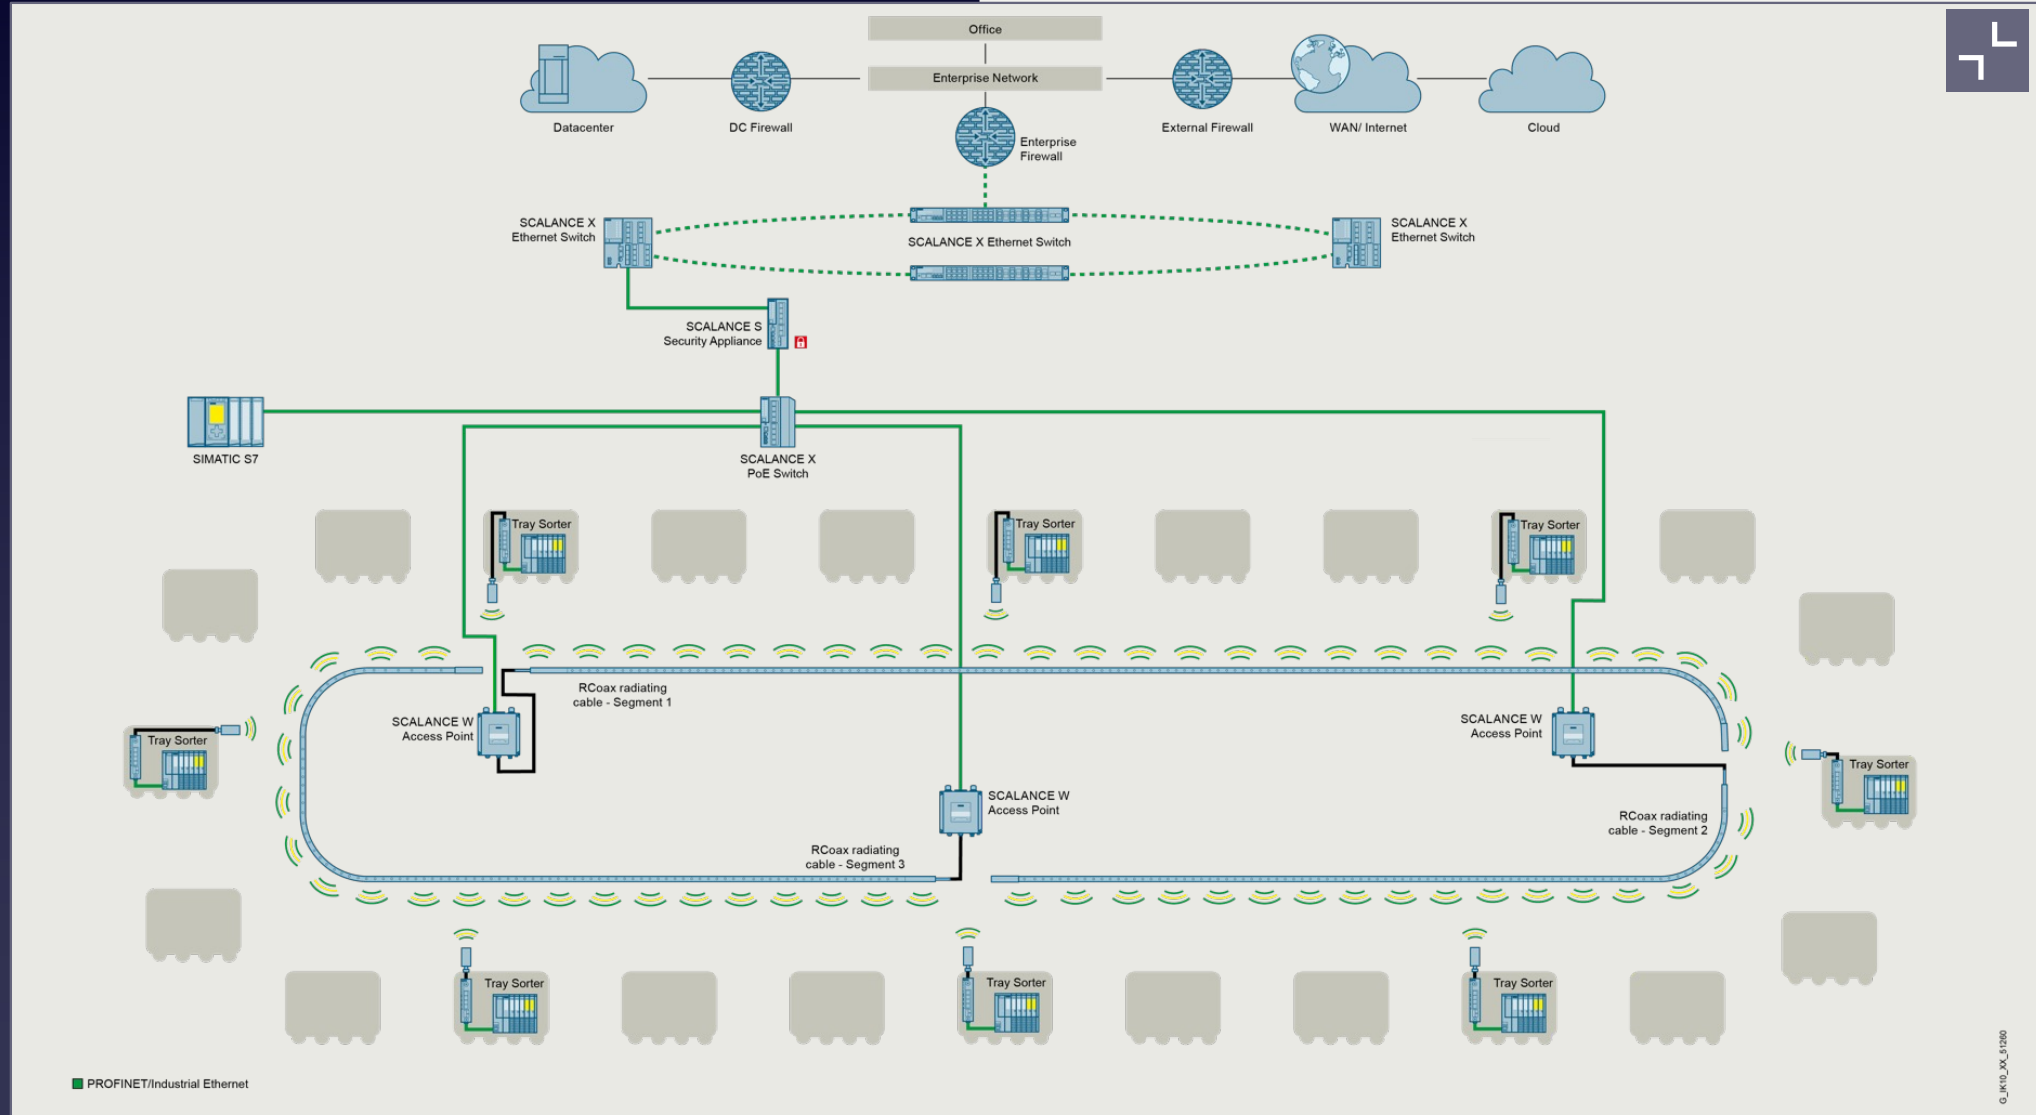 Office
Enterprise Network
Datacenter
DC Firewall
External Firewall
WAN/ Internet
Cloud
Enterprise
Firewall
SCALANCE X
Ethernet Switch
SCALANCE X Ethernet Switch
SCALANCE X
Ethernet Switch
SCALANCE S
Security Appliance
SIMATIC S7
SCALANCE X
PoE Switch
Tray Sorter
Tray Sorter
Tray Sorter
RCoax radiating
cable - Segment 1
SCALANCE W
Access Point
SCALANCE W
Access Point
Tray Sorter
Tray Sorter
SCALANCE W
Access Point
RCoax radiating
cable - Segment 2
RCoax radiating
cable - Segment 3
Tray Sorter
Tray Sorter
Tray Sorter
PROFINET/Industrial Ethernet
G_IK10_XX_51260